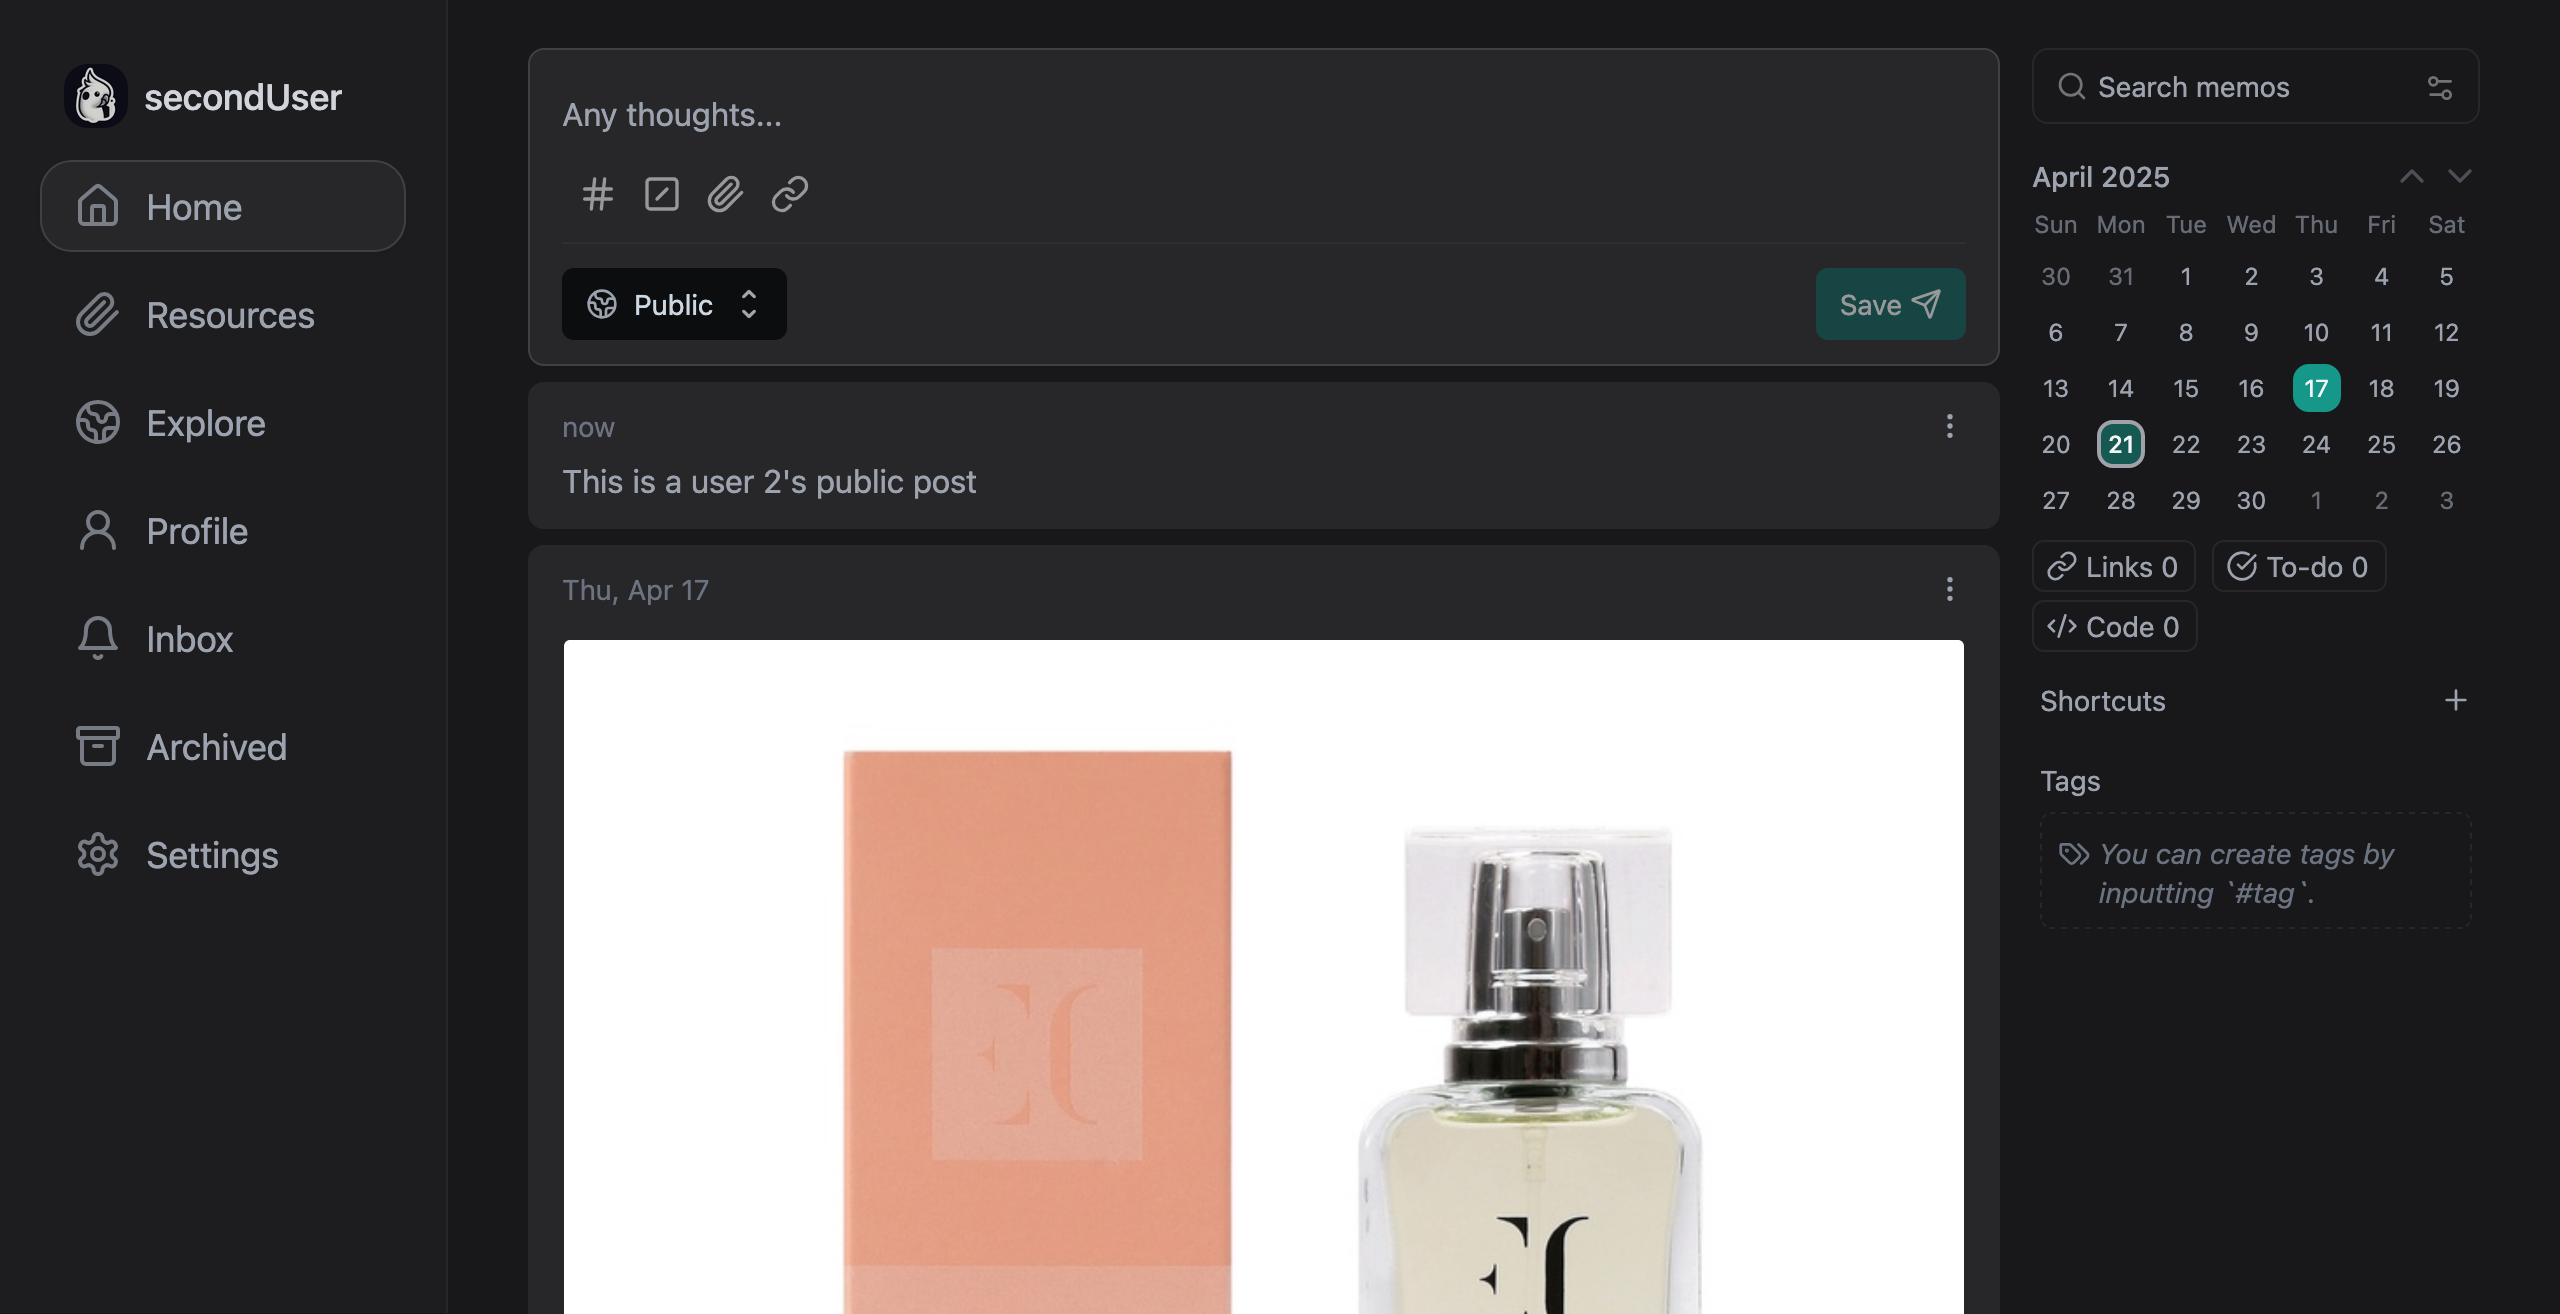 secondUser
Home
Resources
Explore
Profile
Inbox
Archived
Settings
Any thoughts...
Public
Save
now
This is a user 2's public post
Thu, Apr 17
Search memos
April 2025
Sun Mon Tue Wed Thu Fri Sat
30 31 1 2 3 4 5
6 7 8 9 10 11 12
13 14 15 16 17 18 19
20 21 22 23 24 25 26
27 28 29 30 1 2 3
Links 0
To-do 0
Code 0
Shortcuts
Tags
You can create tags by
inputting `#tag`.